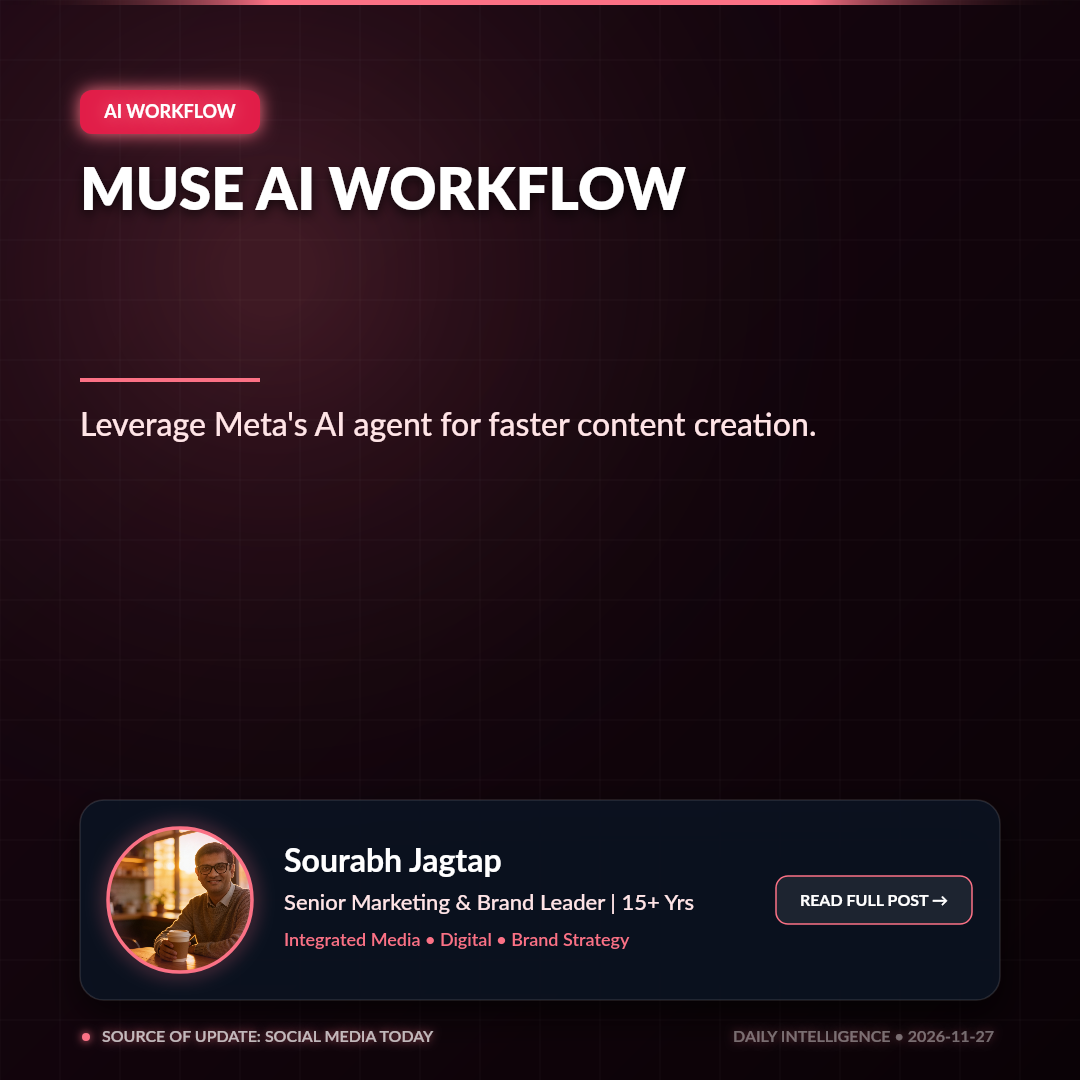 AI WORKFLOW
MUSE AI WORKFLOW
Leverage Meta's AI agent for faster content creation.
Sourabh Jagtap
Senior Marketing & Brand Leader | 15+ Yrs
Integrated Media • Digital • Brand Strategy
READ FULL POST →
SOURCE OF UPDATE: SOCIAL MEDIA TODAY
DAILY INTELLIGENCE • 2026-11-27